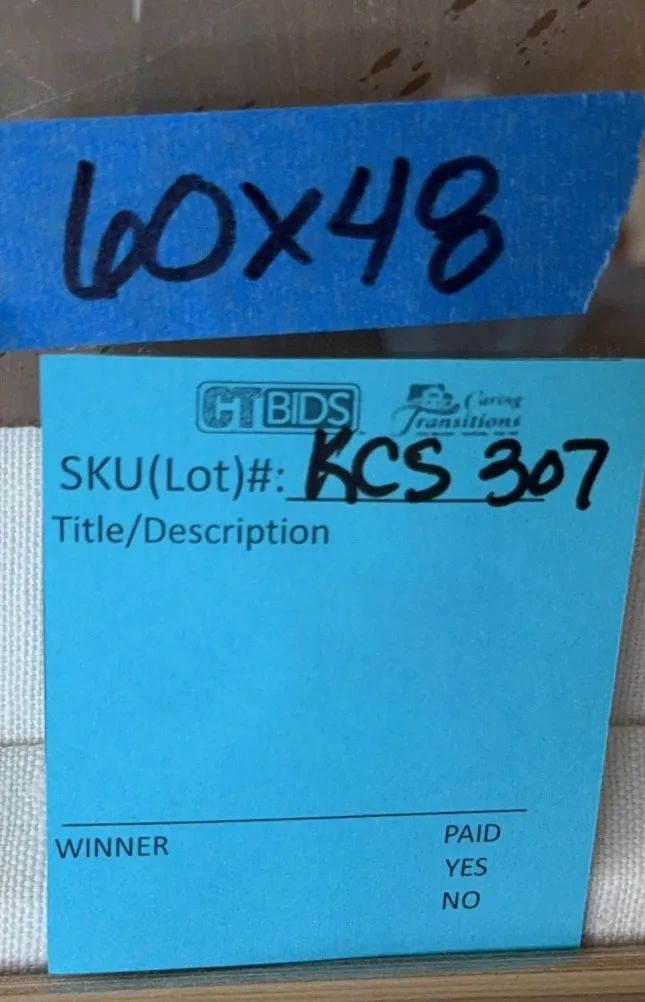 60x48
CTBIDS
Caring
Transitions
SKU(Lot)#: KCS 307
Title/Description
WINNER
PAID
YES
NO